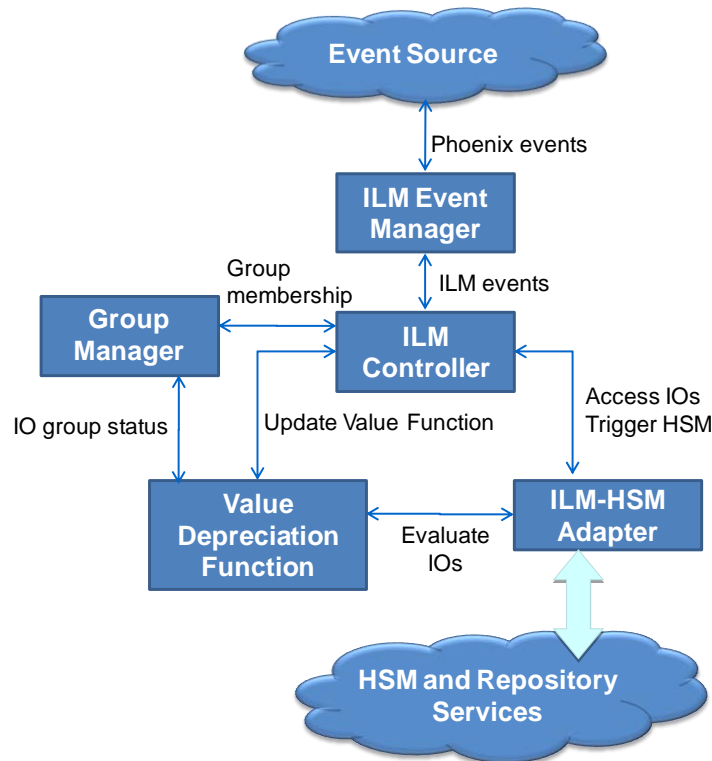 Event Source
Phoenix events
ILM Event
Manager
Group
membership
ILM events
Group
Manager
ILM
Controller
IO group status
Update Value Function
Access IOs
Trigger HSM
Value
Depreciation
Function
Evaluate
IOs
ILM-HSM
Adapter
HSM and Repository
Services